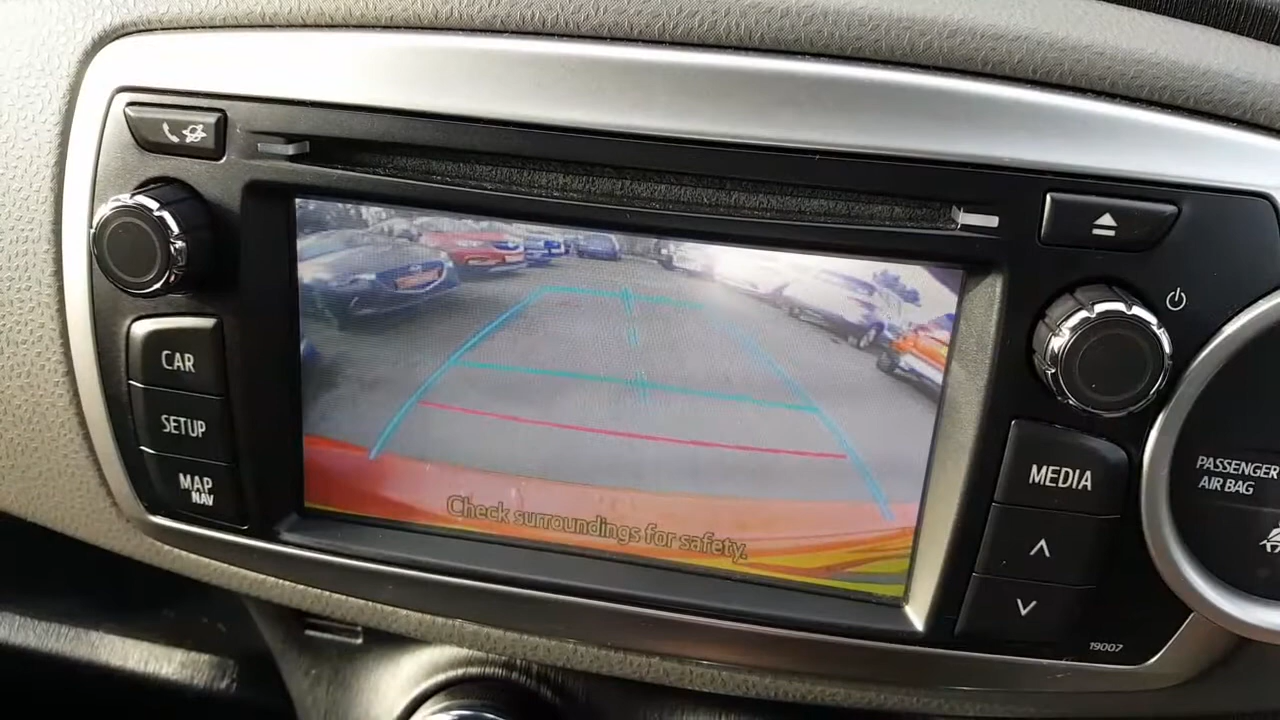 CAR
SETUP
MAP
NAV
Check surroundings for safety.
MEDIA
19007
PASSENGER
AIR BAG